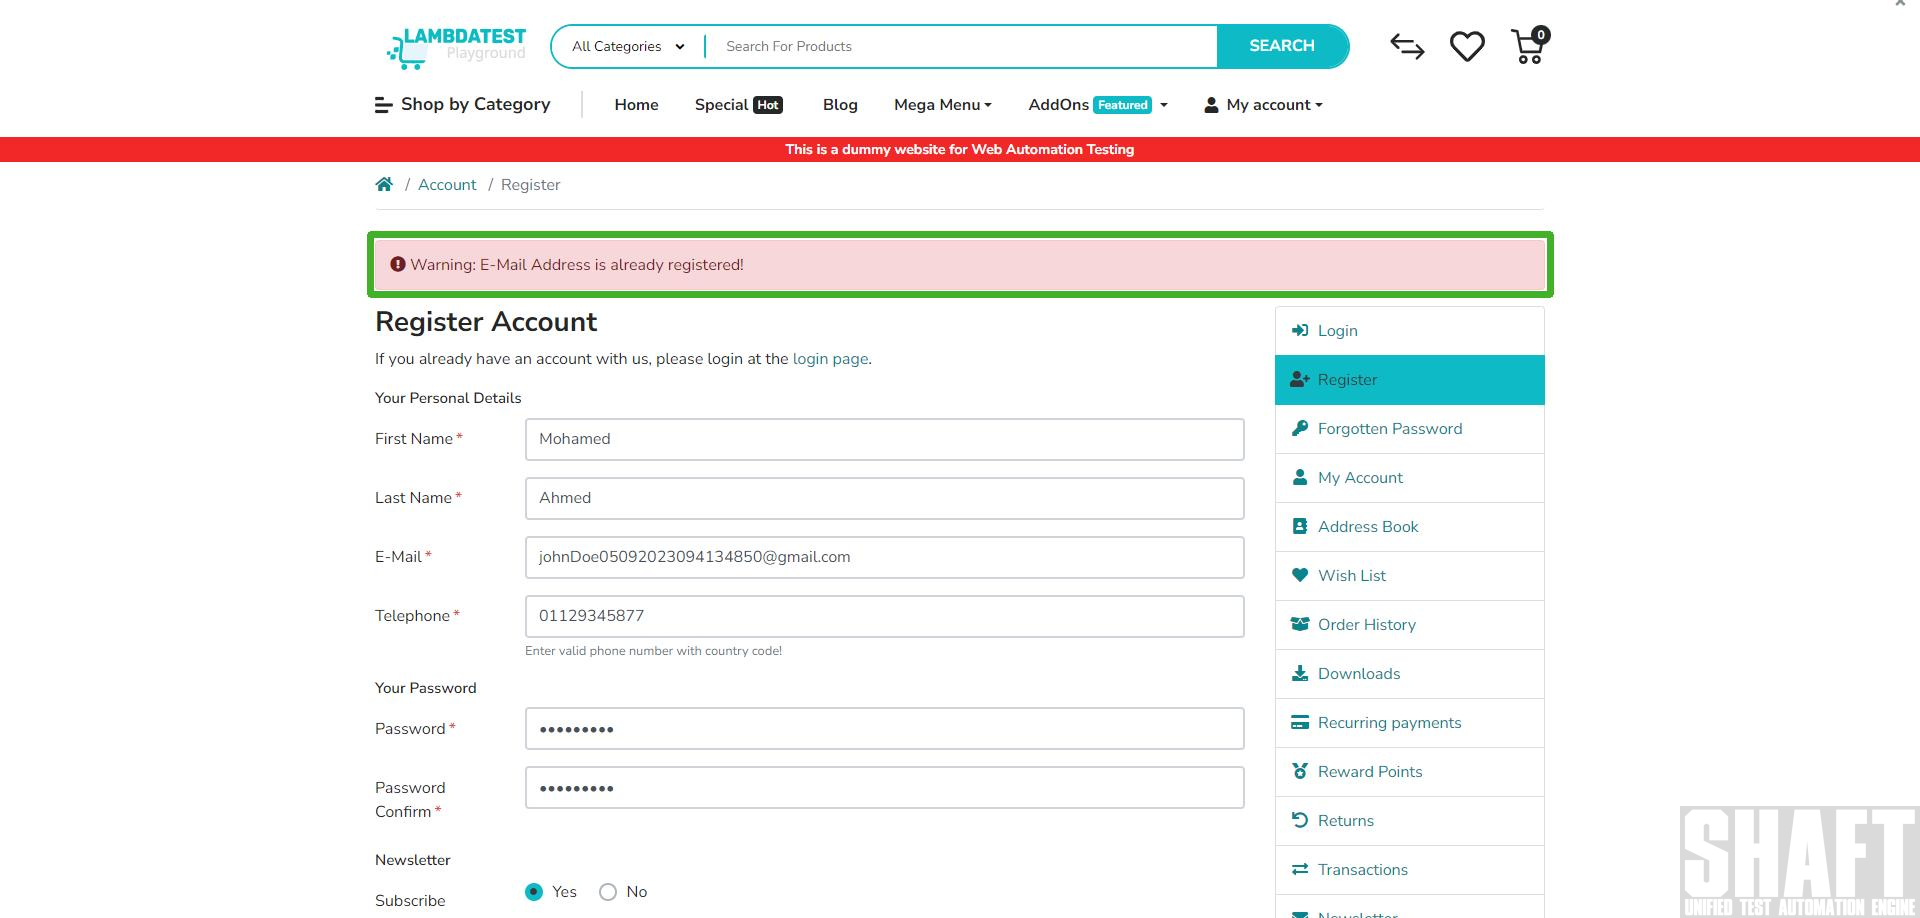 LAMBDATEST
Playground
All Categories
Search For Products
SEARCH
0
Shop by Category
Home
Special Hot
Blog
Mega Menu
AddOns Featured
My account
This is a dummy website for Web Automation Testing
/ Account / Register
Warning: E-Mail Address is already registered!
Register Account
If you already have an account with us, please login at the login page.
Your Personal Details
First Name *
Mohamed
Last Name *
Ahmed
E-Mail *
johnDoe05092023094134850@gmail.com
Telephone *
01129345877
Enter valid phone number with country code!
Your Password
Password *
•••••••••
Password
Confirm *
•••••••••
Newsletter
Subscribe
Yes
No
Login
Register
Forgotten Password
My Account
Address Book
Wish List
Order History
Downloads
Recurring payments
Reward Points
Returns
Transactions
Newsletter
SHAFT
UNIFIED TEST AUTOMATION ENGINE